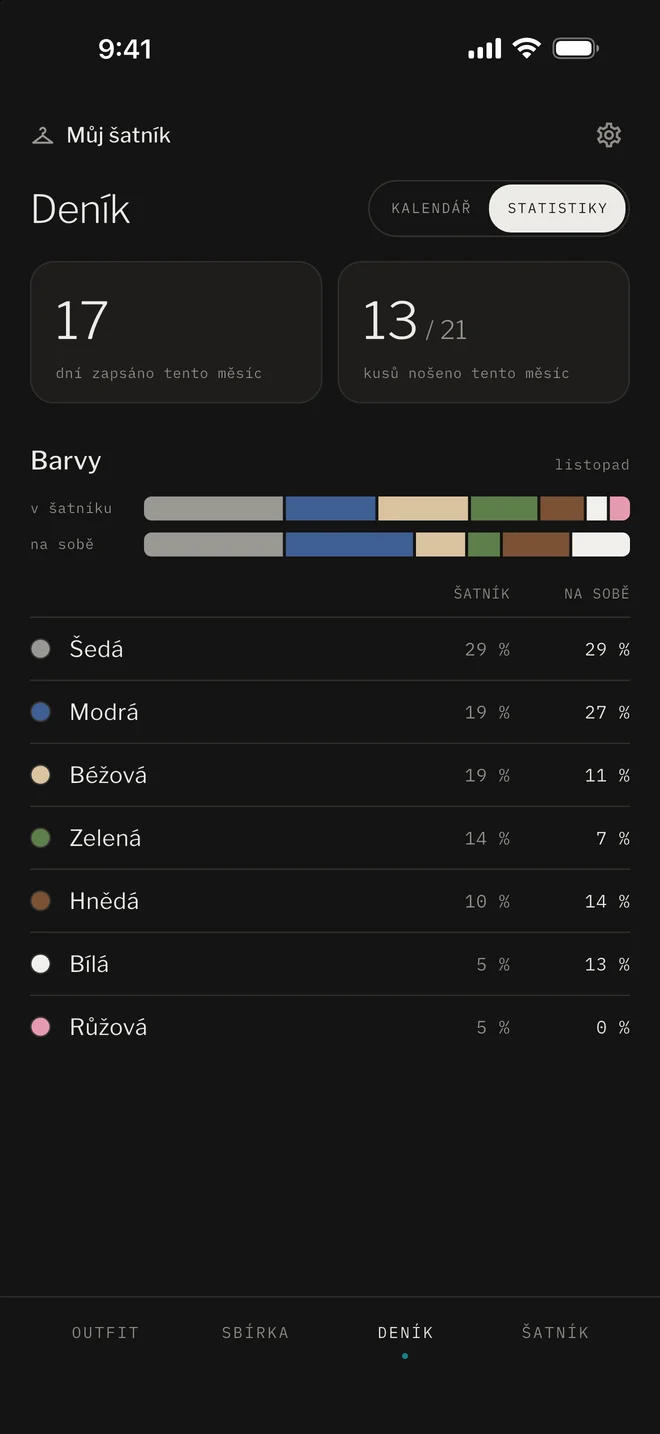 9:41
Můj šatník
Deník
KALENDÁŘ STATISTIKY
17
dní zapsáno tento měsíc
13 / 21
kusů nošeno tento měsíc
Barvy listopad
v šatníku
na sobě
ŠATNÍK NA SOBĚ
Šedá 29 % 29 %
Modrá 19 % 27 %
Béžová 19 % 11 %
Zelená 14 % 7 %
Hnědá 10 % 14 %
Bílá 5 % 13 %
Růžová 5 % 0 %
OUTFIT SBÍRKA DENÍK ŠATNÍK